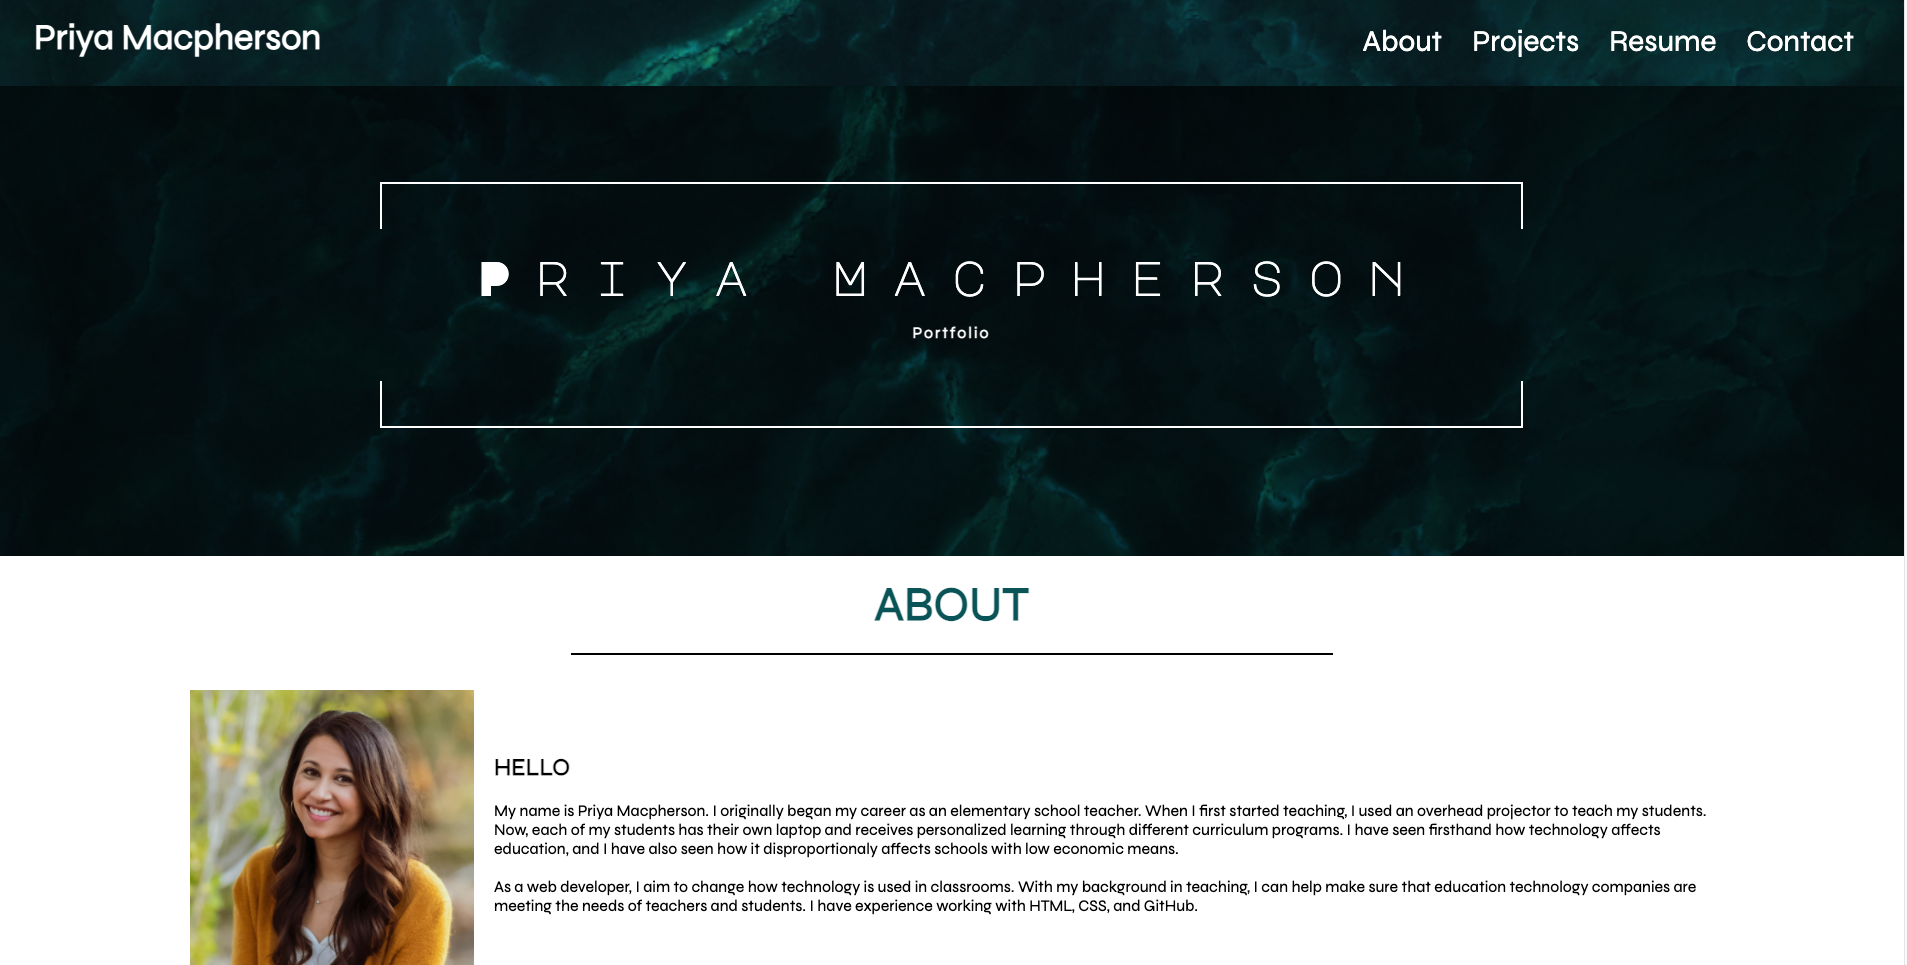 Priya Macpherson
About Projects Resume Contact
PRIYA MACPHERSON
Portfolio
ABOUT
HELLO
My name is Priya Macpherson. I originally began my career as an elementary school teacher. When I first started teaching, I used an overhead projector to teach my students.
Now, each of my students has their own laptop and receives personalized learning through different curriculum programs. I have seen firsthand how technology affects
education, and I have also seen how it disproportionaly affects schools with low economic means.
As a web developer, I aim to change how technology is used in classrooms. With my background in teaching, I can help make sure that education technology companies are
meeting the needs of teachers and students. I have experience working with HTML, CSS, and GitHub.